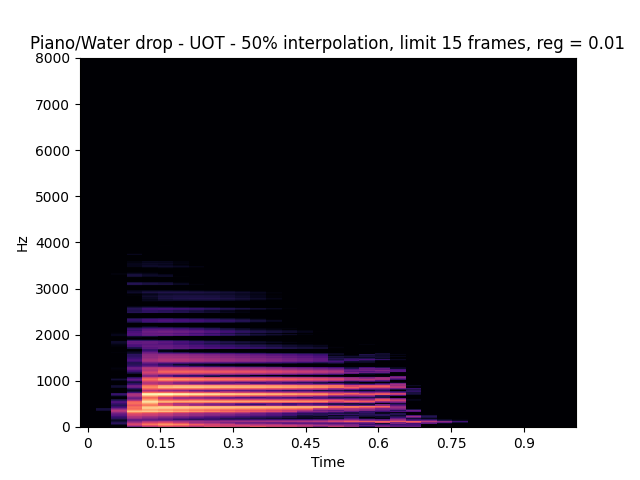 Piano/Water drop - UOT - 50% interpolation, limit 15 frames, reg = 0.01
8000
7000
6000
5000
4000
3000
2000
1000
0
Hz
0 0.15 0.3 0.45 0.6 0.75 0.9
Time